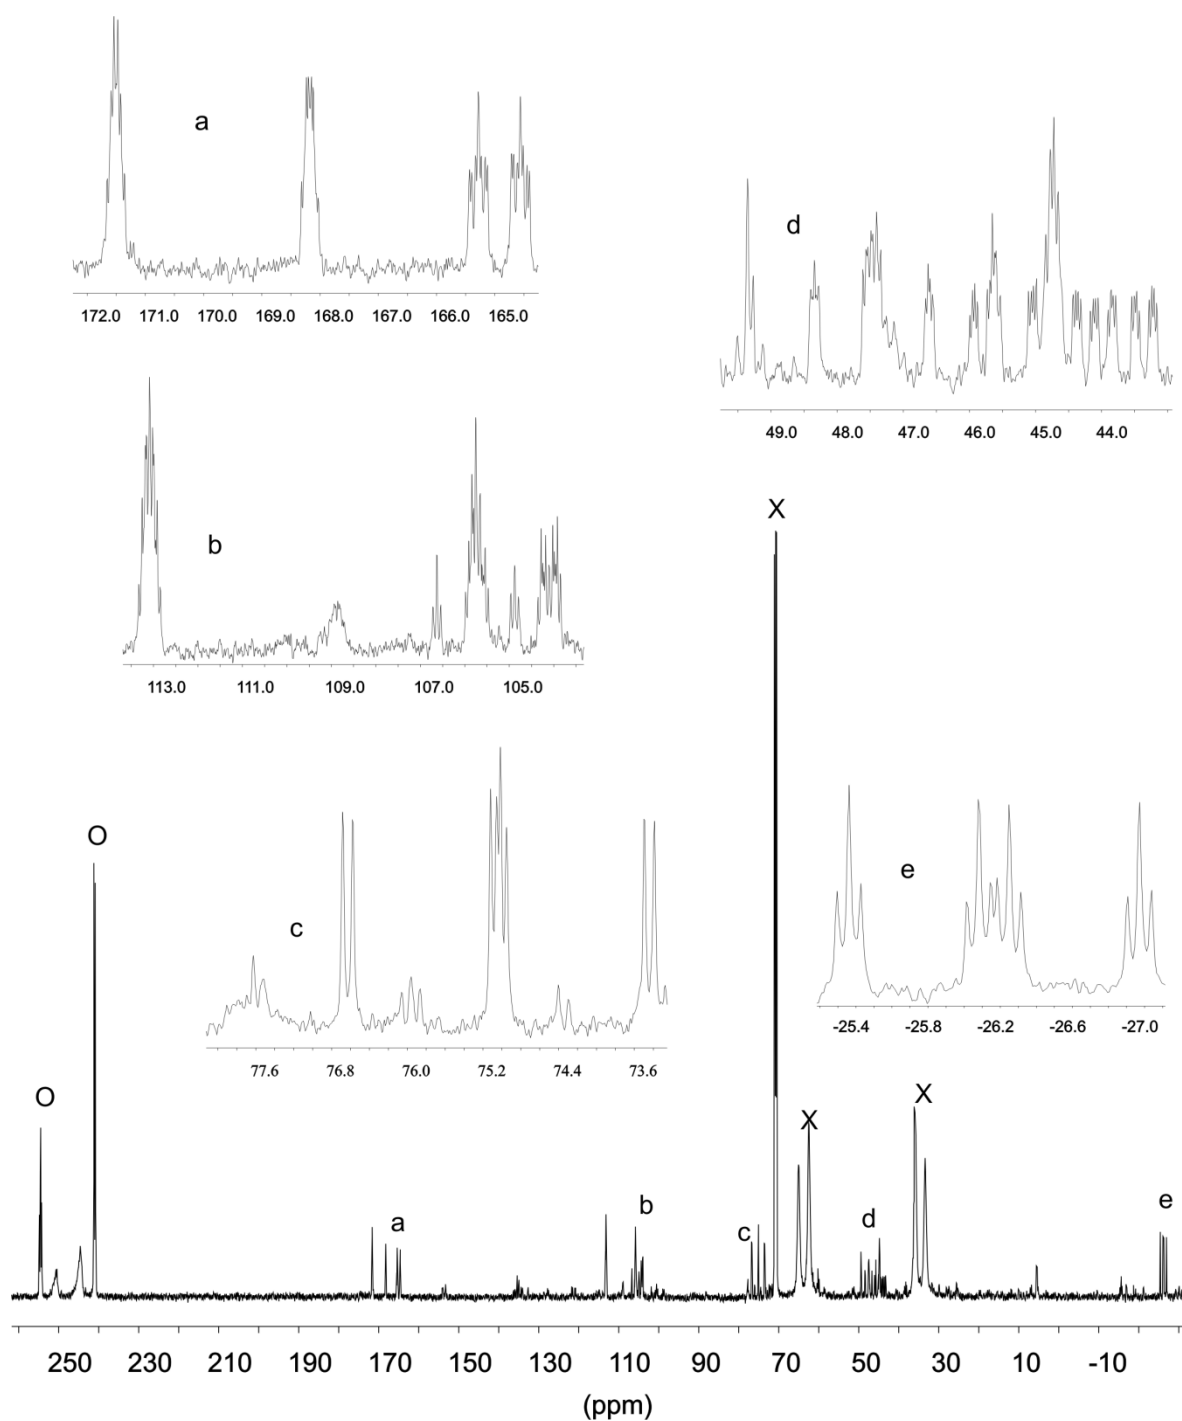 a
172.0 171.0 170.0 169.0 168.0 167.0 166.0 165.0
d
49.0 48.0 47.0 46.0 45.0 44.0
b
113.0 111.0 109.0 107.0 105.0
X
c
77.6 76.8 76.0 75.2 74.4 73.6
e
-25.4 -25.8 -26.2 -26.6 -27.0
O
O
a
b
c
X
d
X
e
250 230 210 190 170 150 130 110 90 70 50 30 10 -10
(ppm)